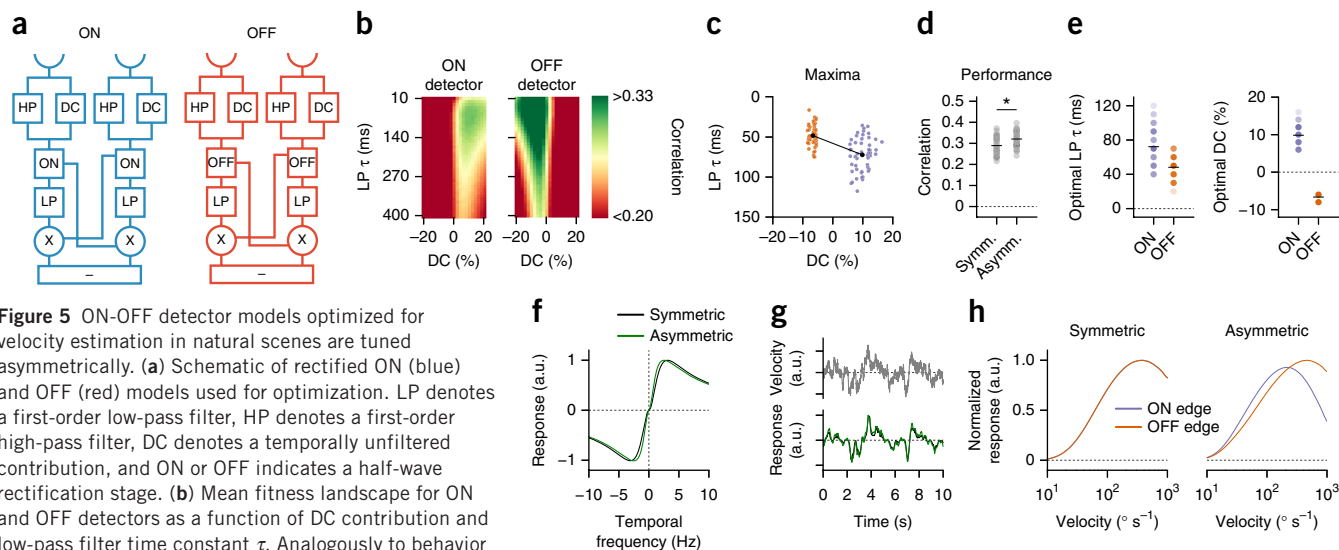 a
ON
OFF
HP DC HP DC
HP DC HP DC
ON ON
OFF OFF
LP LP
LP LP
X X
X X
–
–
b
ON detector
OFF detector
LP τ (ms)
10
140
270
400
–20 0 20
–20 0 20
DC (%)
DC (%)
>0.33
<0.20
Correlation
c
Maxima
LP τ (ms)
0
50
100
150
–20 –10 0 10 20
DC (%)
d
Performance
*
Correlation
0.5
0.4
0.3
0.2
0.1
0
Symm.
Asymm.
e
Optimal LP τ (ms)
120
80
40
0
ON
OFF
Optimal DC (%)
20
10
0
–10
ON
OFF
Figure 5 ON-OFF detector models optimized for
velocity estimation in natural scenes are tuned
asymmetrically. (a) Schematic of rectified ON (blue)
and OFF (red) models used for optimization. LP denotes
a first-order low-pass filter, HP denotes a first-order
high-pass filter, DC denotes a temporally unfiltered
contribution, and ON or OFF indicates a half-wave
rectification stage. (b) Mean fitness landscape for ON
and OFF detectors as a function of DC contribution and
low-pass filter time constant τ. Analogously to behavior
f
Symmetric
Asymmetric
Response (a.u.)
1
0
–1
–10 –5 0 5 10
Temporal
frequency (Hz)
g
Velocity
(a.u.)
Response
(a.u.)
0 2 4 6 8 10
Time (s)
h
Symmetric
Asymmetric
Normalized
response (a.u.)
1.0
0.5
0
ON edge
OFF edge
10¹ 10² 10³
10¹ 10² 10³
Velocity (° s⁻¹)
Velocity (° s⁻¹)